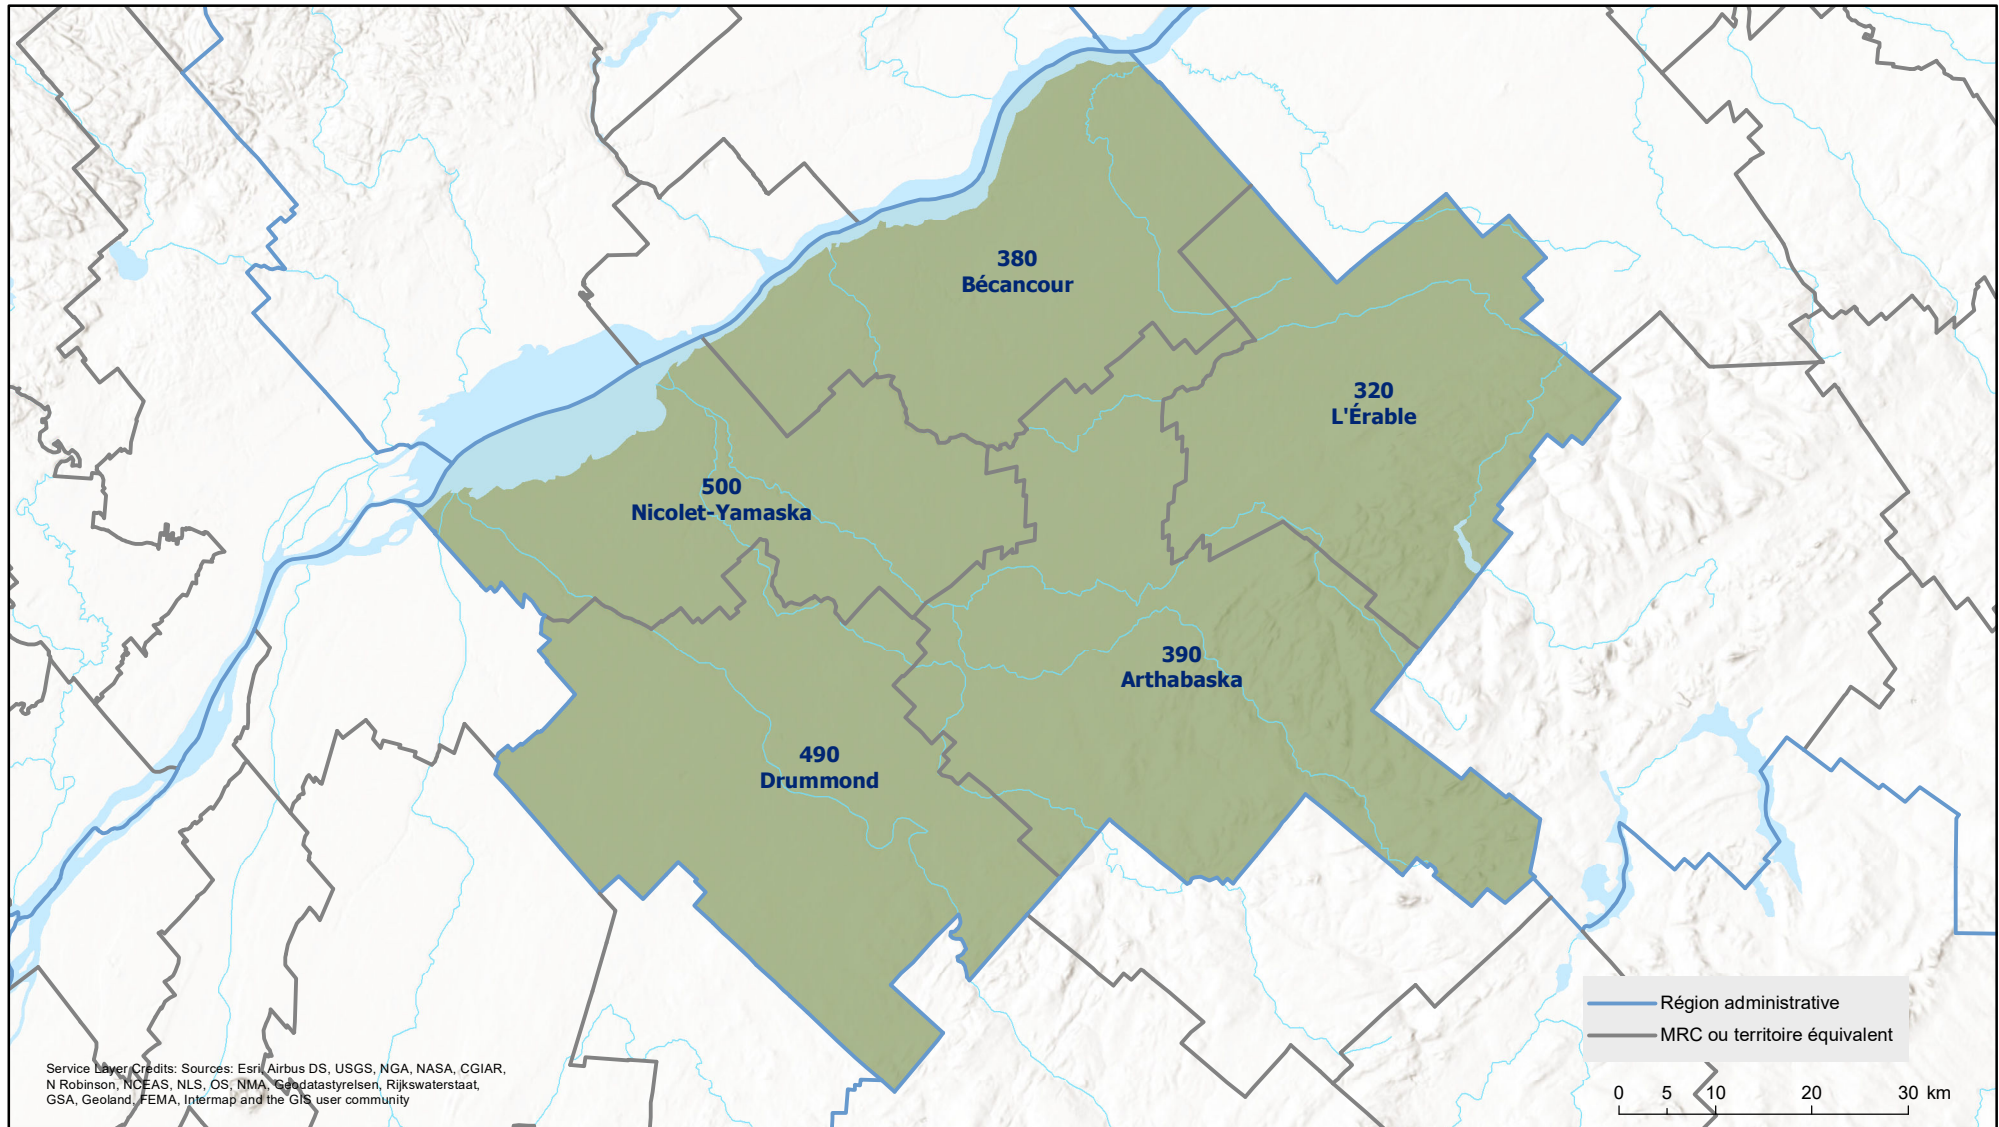 380
Bécancour
320
L'Érable
500
Nicolet-Yamaska
390
Arthabaska
490
Drummond
Région administrative
MRC ou territoire équivalent
0 5 10 20 30 km
Service Layer Credits: Sources: Esri, Airbus DS, USGS, NGA, NASA, CGIAR,
N Robinson, NCEAS, NLS, OS, NMA, Geodatastyrelsen, Rijkswaterstaat,
GSA, Geoland, FEMA, Intermap and the GIS user community